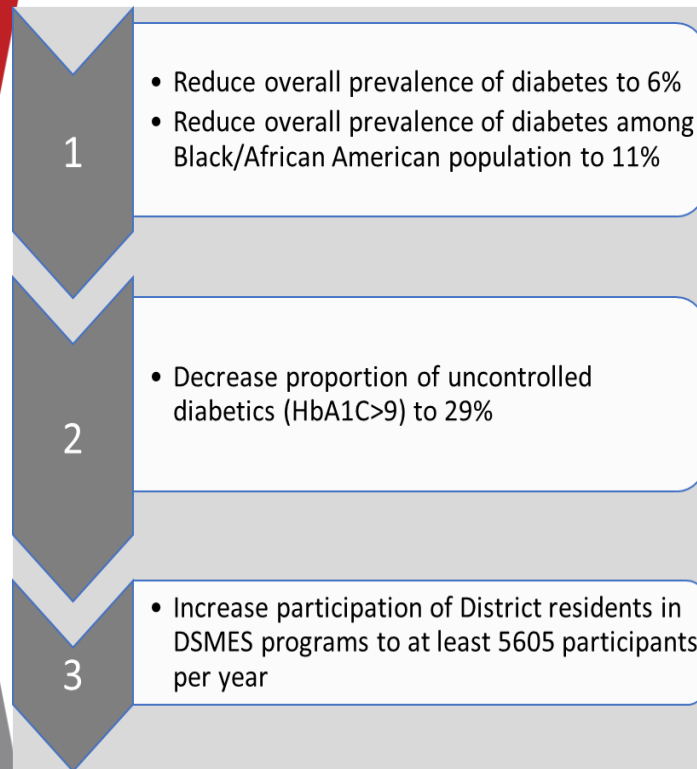 1
• Reduce overall prevalence of diabetes to 6%
• Reduce overall prevalence of diabetes among
Black/African American population to 11%
2
• Decrease proportion of uncontrolled
diabetics (HbA1C>9) to 29%
3
• Increase participation of District residents in
DSMES programs to at least 5605 participants
per year